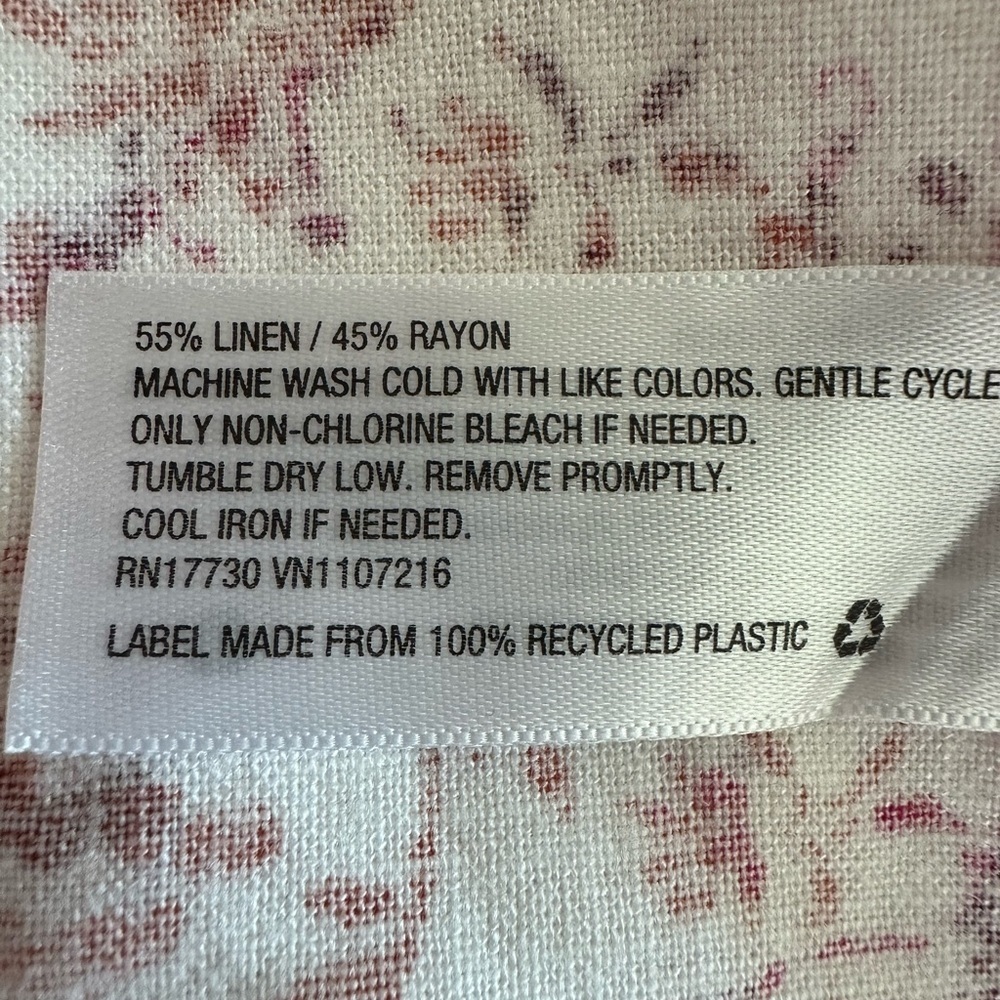 55% LINEN / 45% RAYON
MACHINE WASH COLD WITH LIKE COLORS. GENTLE CYCLE
ONLY NON-CHLORINE BLEACH IF NEEDED.
TUMBLE DRY LOW. REMOVE PROMPTLY.
COOL IRON IF NEEDED.
RN17730 VN1107216
LABEL MADE FROM 100% RECYCLED PLASTIC